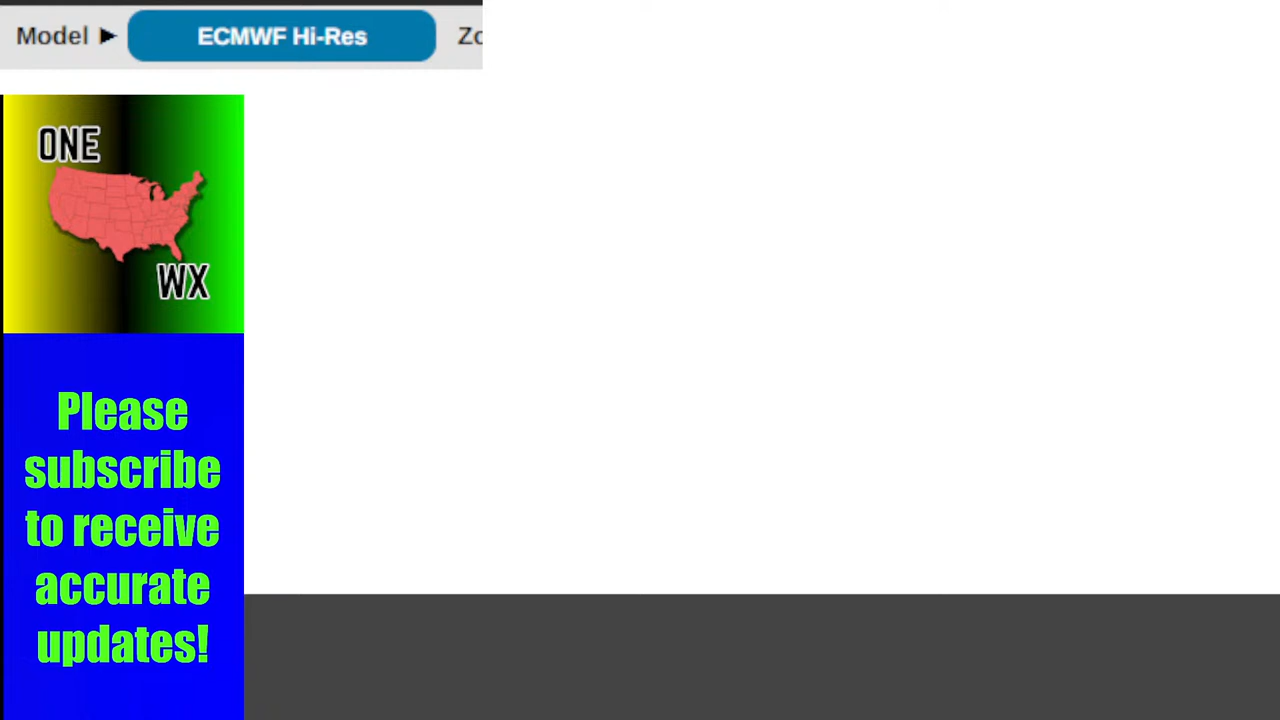 Model ► ECMWF Hi-Res
ONE
WX
Please
subscribe
to receive
accurate
updates!